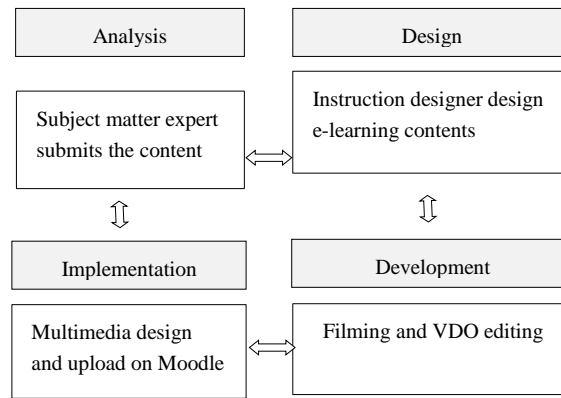 Analysis
Design
Subject matter expert
submits the content
Instruction designer design
e-learning contents
Implementation
Development
Multimedia design
and upload on Moodle
Filming and VDO editing